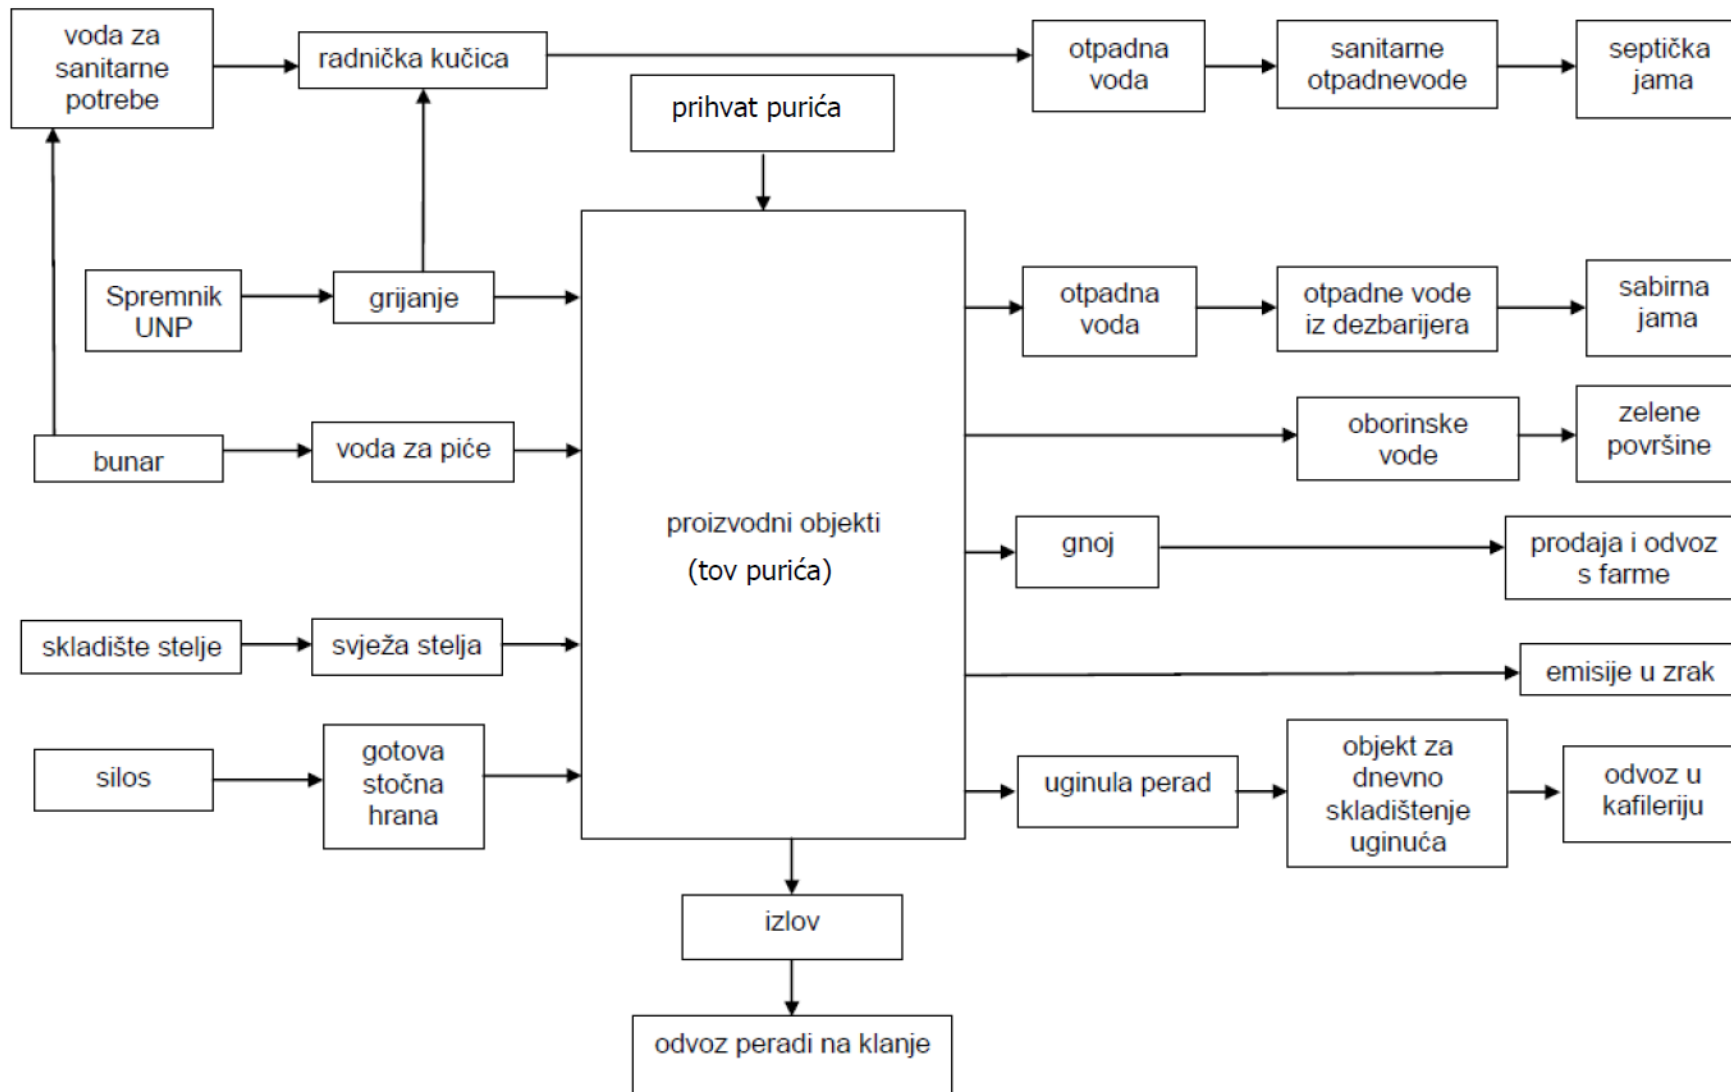 voda za
sanitarne
potrebe
radnička kučica
otpadna
voda
sanitarne
otpadnevode
septička
jama
prihvat purića
Spremnik
UNP
grijanje
otpadna
voda
otpadne vode
iz dezbarijera
sabirna
jama
bunar
voda za piće
oborinske
vode
zelene
površine
proizvodni objekti
(tov purića)
gnoj
prodaja i odvoz
s farme
skladište stelje
svježa stelja
emisije u zrak
silos
gotova
stočna
hrana
uginula perad
objekt za
dnevno
skladištenje
uginuća
odvoz u
kafileriju
izlov
odvoz peradi na klanje